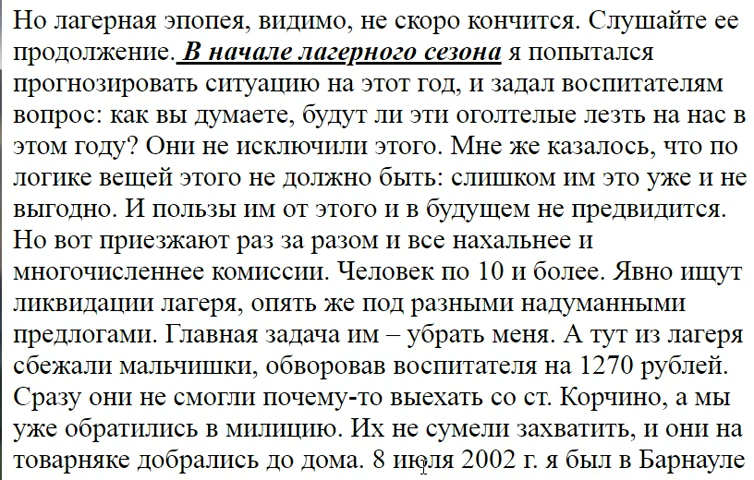 Но лагерная эпопея, видимо, не скоро кончится. Слушайте ее
продолжение. В начале лагерного сезона я попытался
прогнозировать ситуацию на этот год, и задал воспитателям
вопрос: как вы думаете, будут ли эти оголтелые лезть на нас в
этом году? Они не исключили этого. Мне же казалось, что по
логике вещей этого не должно быть: слишком им это уже и не
выгодно. И пользы им от этого и в будущем не предвидится.
Но вот приезжают раз за разом и все нахальнее и
многочисленнее комиссии. Человек по 10 и более. Явно ищут
ликвидации лагеря, опять же под разными надуманными
предлогами. Главная задача им – убрать меня. А тут из лагеря
сбежали мальчишки, обворовав воспитателя на 1270 рублей.
Сразу они не смогли почему-то выехать со ст. Корчино, а мы
уже обратились в милицию. Их не сумели захватить, и они на
товарняке добрались до дома. 8 июля 2002 г. я был в Барнауле